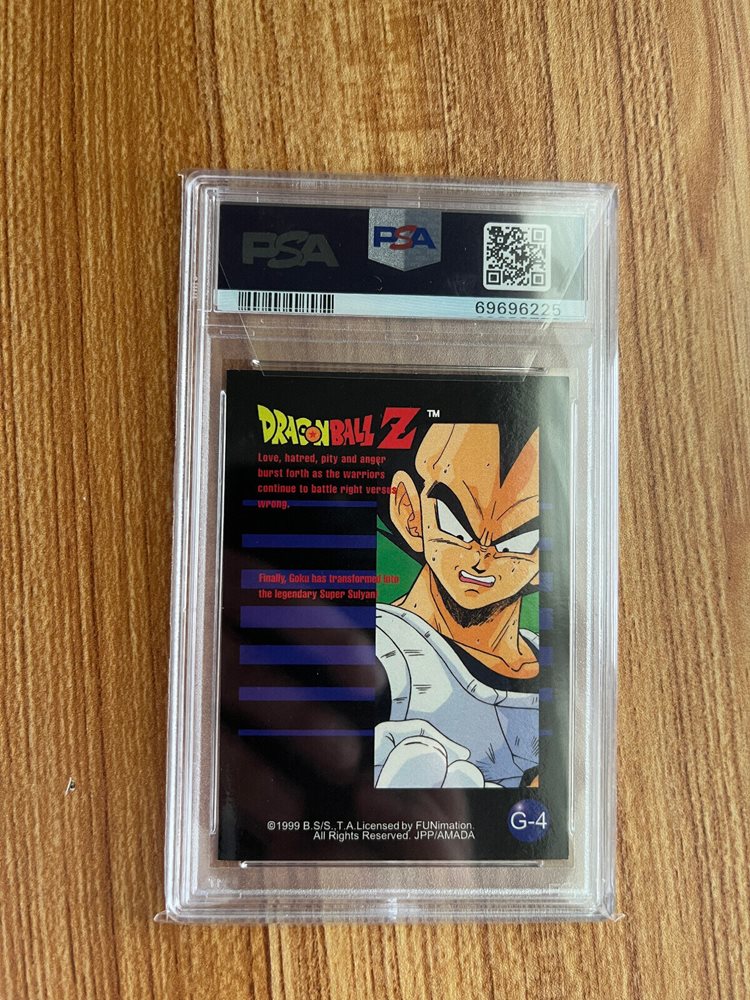 PSA
PSA
69696225
DRAGON BALL Z ™
Love, hatred, pity and anger
burst forth as the warriors
continue to battle right versus
wrong.
Finally, Goku has transformed into
the legendary Super Suiyan.
©1999 B.S/S.,T.A.Licensed by FUNimation.
All Rights Reserved. JPP/AMADA
G-4